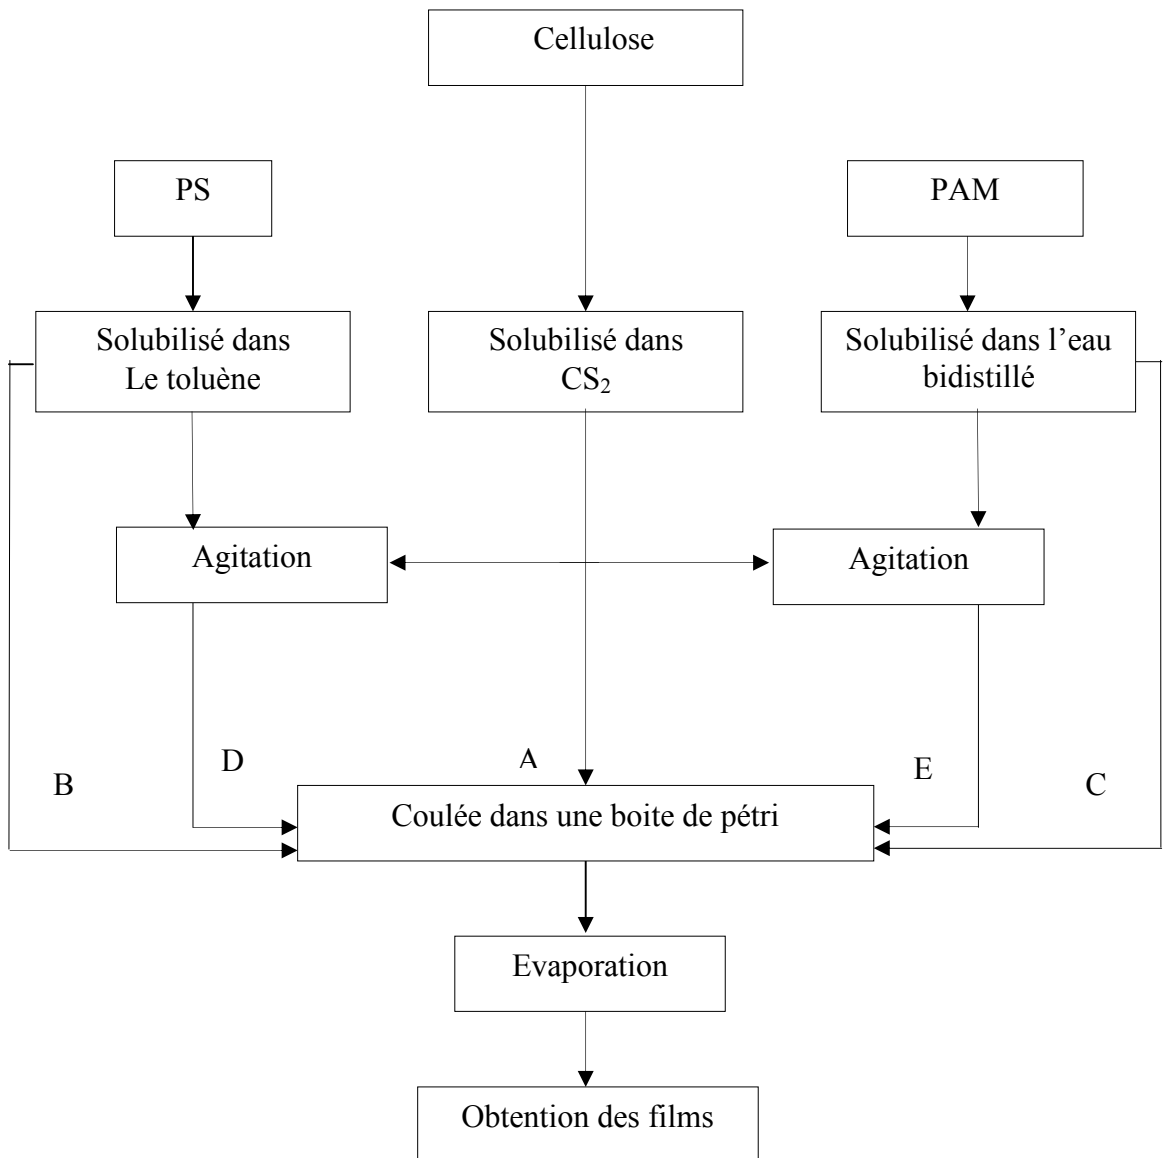 Cellulose
PS
PAM
Solubilisé dans
Le toluène
Solubilisé dans
CS₂
Solubilisé dans l’eau
bidistillé
Agitation
Agitation
B
D
A
E
C
Coulée dans une boite de pétri
Evaporation
Obtention des films